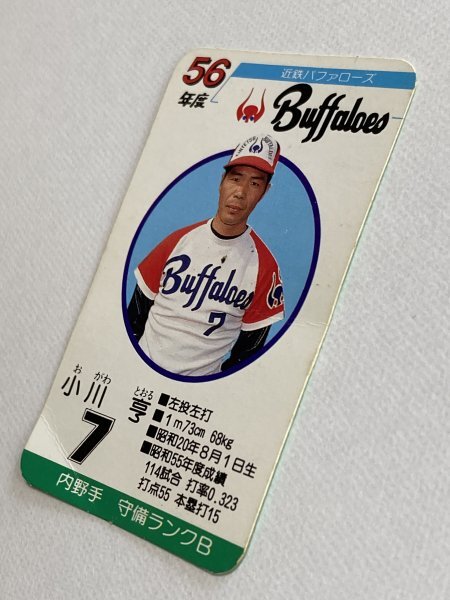 56
年度
近鉄バファローズ
Buffaloes
Buffaloes
7
お がわ とおる
小川 亨
7
■左投左打
■1m73cm 68kg
■昭和20年8月1日生
■昭和55年度成績
114試合 打率0.323
打点55 本塁打15
内野手 守備ランクB